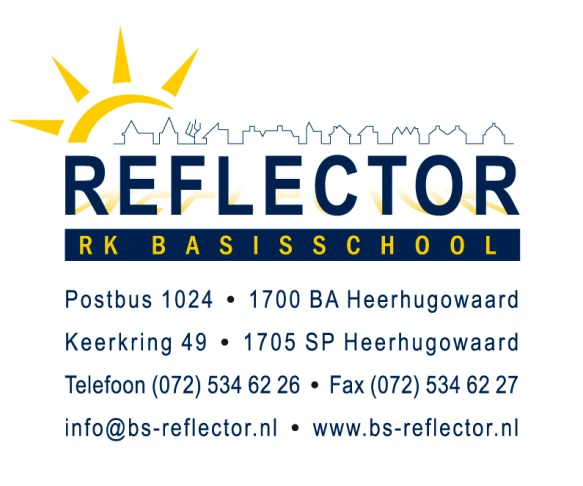 REFLECTOR
RK BASISSCHOOL
Postbus 1024 • 1700 BA Heerhugowaard
Keerkring 49 • 1705 SP Heerhugowaard
Telefoon (072) 534 62 26 • Fax (072) 534 62 27
info@bs-reflector.nl • www.bs-reflector.nl